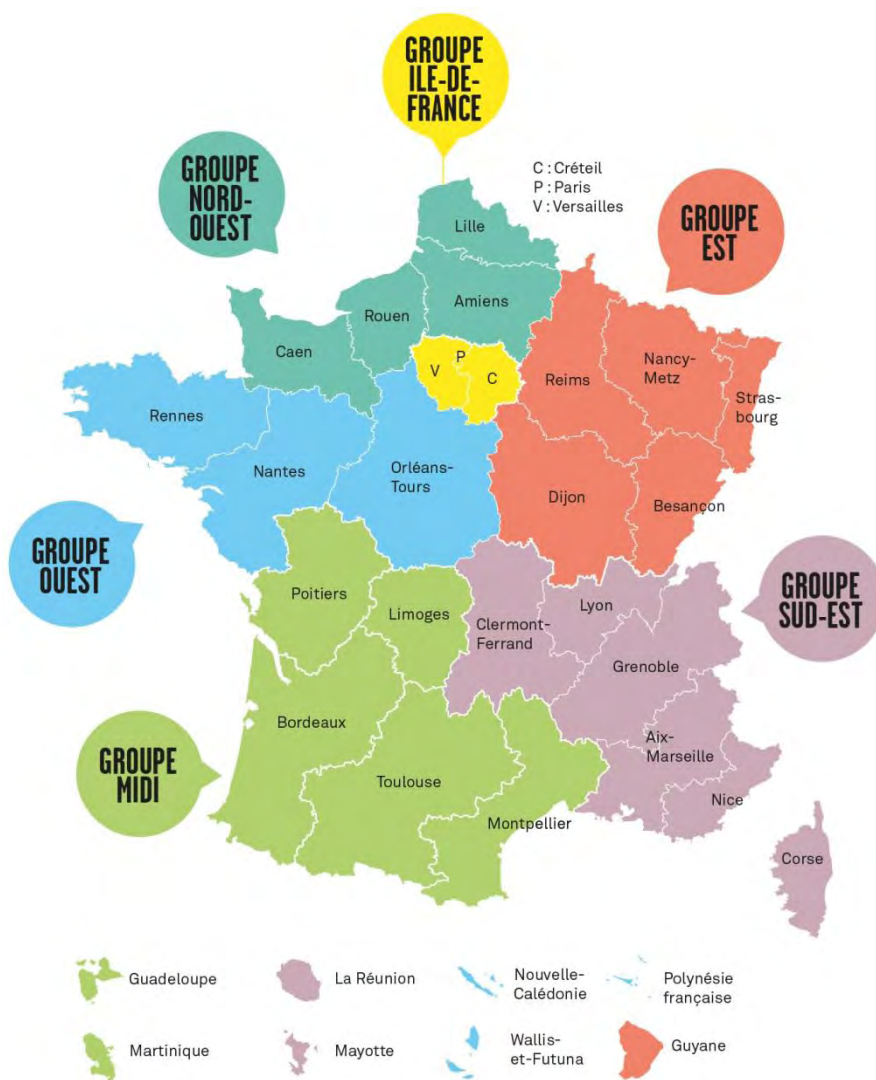 GROUPE
ILE-DE-
FRANCE
GROUPE
NORD-
OUEST
C : Créteil
P : Paris
V : Versailles
GROUPE
EST
Lille
Amiens
Rouen
Caen
P
V
C
Reims
Nancy-
Metz
Stras-
bourg
Rennes
Nantes
Orléans-
Tours
Dijon
Besançon
GROUPE
OUEST
GROUPE
SUD-EST
Poitiers
Limoges
Clermont-
Ferrand
Lyon
Grenoble
Bordeaux
Aix-
Marseille
GROUPE
MIDI
Toulouse
Nice
Montpellier
Corse
Guadeloupe
La Réunion
Nouvelle-
Calédonie
Polynésie
française
Martinique
Mayotte
Wallis-
et-Futuna
Guyane